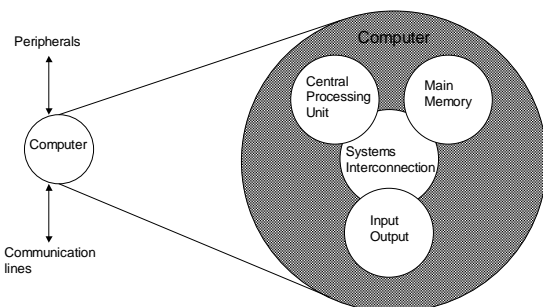 Peripherals
Computer
Communication
lines
Computer
Central
Processing
Unit
Main
Memory
Systems
Interconnection
Input
Output